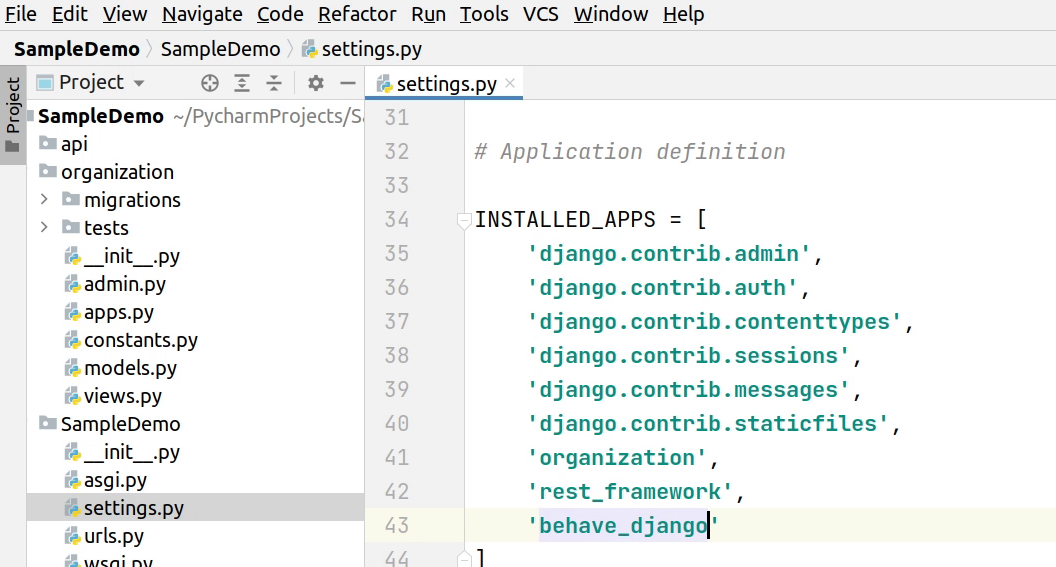 File Edit View Navigate Code Refactor Run Tools VCS Window Help
SampleDemo SampleDemo settings.py
Project
Project
settings.py
SampleDemo ~/PycharmProjects/Sa
api
organization
migrations
tests
__init__.py
admin.py
apps.py
constants.py
models.py
views.py
SampleDemo
__init__.py
asgi.py
settings.py
urls.py
wsgi.py
31
32 # Application definition
33
34 INSTALLED_APPS = [
35 'django.contrib.admin',
36 'django.contrib.auth',
37 'django.contrib.contenttypes',
38 'django.contrib.sessions',
39 'django.contrib.messages',
40 'django.contrib.staticfiles',
41 'organization',
42 'rest_framework',
43 'behave_django'
44 ]